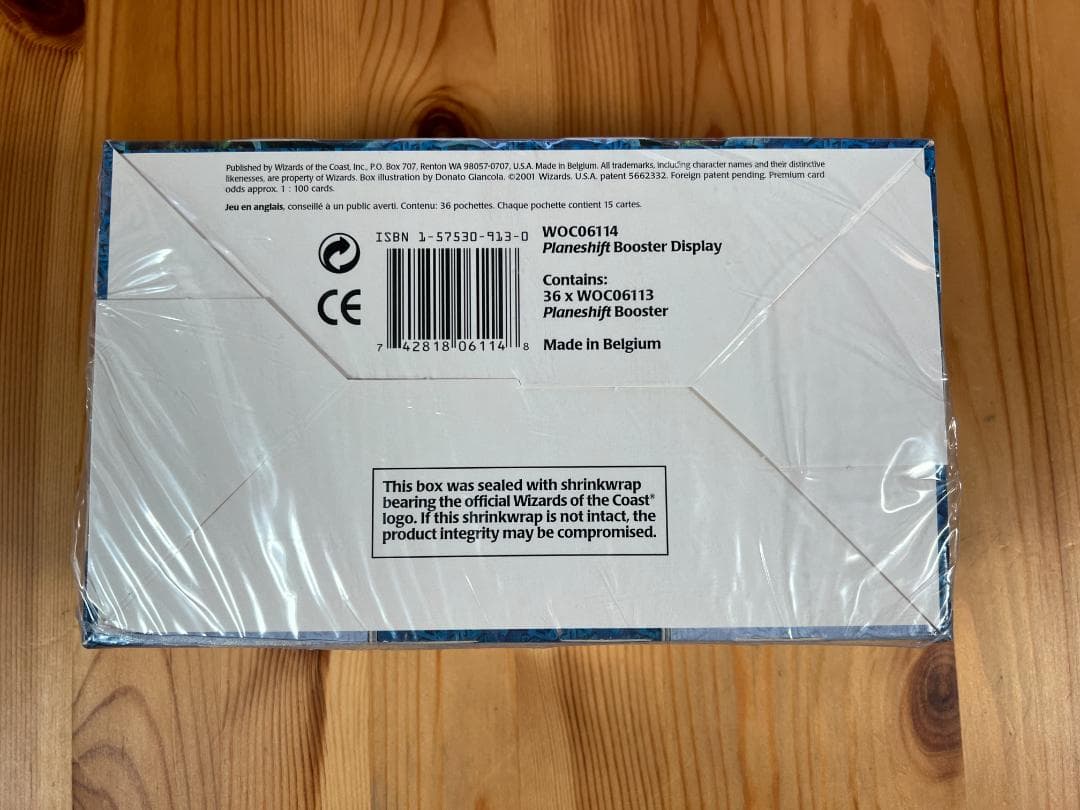 Published by Wizards of the Coast, Inc., P.O. Box 707, Renton WA 98057-0707, U.S.A. Made in Belgium. All trademarks, including character names and their distinctive
likenesses, are property of Wizards. Box illustration by Donato Giancola. ©2001 Wizards. U.S.A. patent 5662332. Foreign patent pending. Premium card
odds approx. 1 : 100 cards.
Jeu en anglais, conseillé à un public averti. Contenu: 36 pochettes. Chaque pochette contient 15 cartes.
ISBN 1-57530-913-0
WOC06114
Planeshift Booster Display
Contains:
36 x WOC06113
Planeshift Booster
CE
7 42818 06114 8
Made in Belgium
This box was sealed with shrinkwrap
bearing the official Wizards of the Coast®
logo. If this shrinkwrap is not intact, the
product integrity may be compromised.